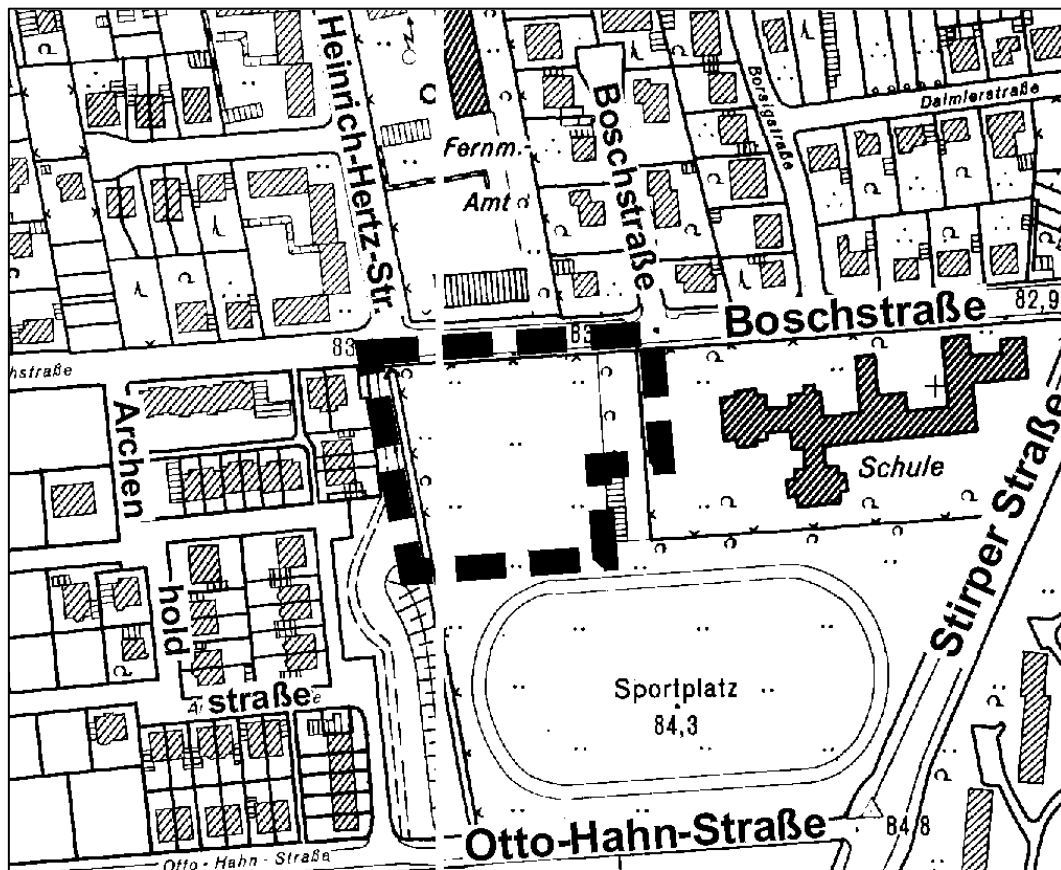 Heinrich-Hertz-Str.
Boschstraße
Borsigstraße
Daimlerstraße
Fernm.-
Amt
82,9
Boschstraße
83
83
hstraße
Archen
hold
straße
Schule
Stirper Straße
Sportplatz
84,3
Otto-Hahn-Straße
84,8
Otto-Hahn-Straße